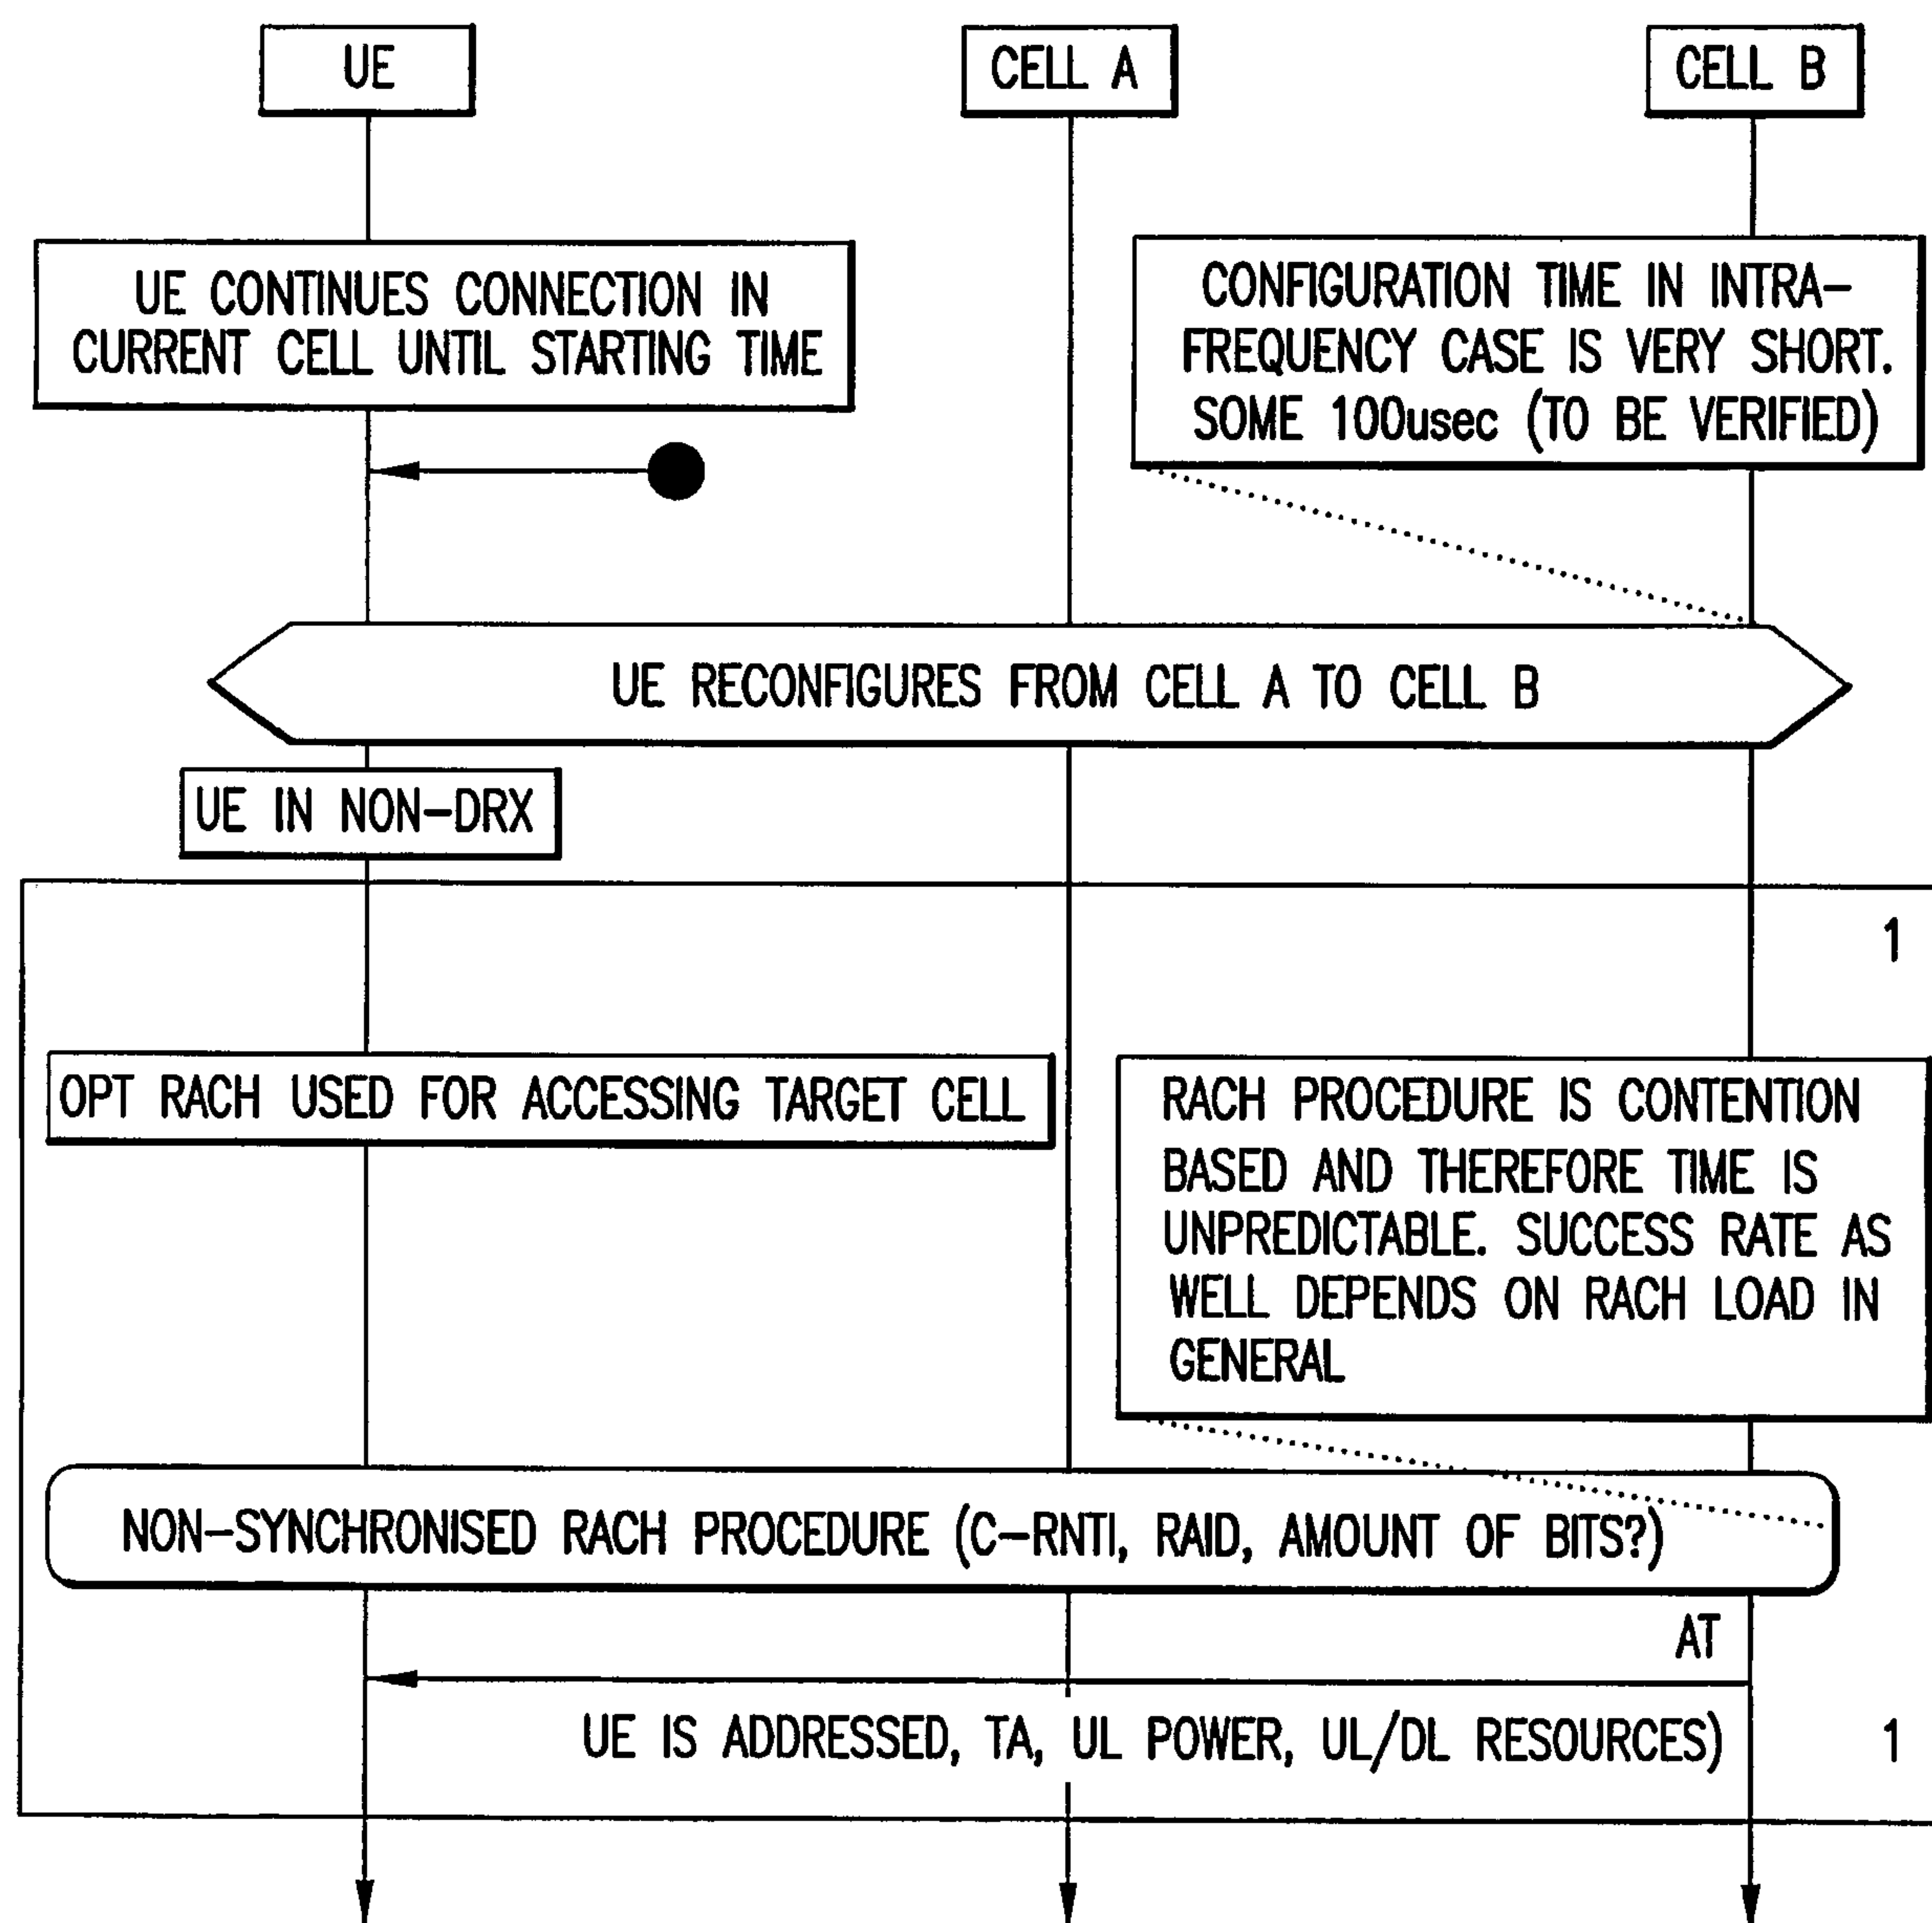 UE
CELL A
CELL B
UE CONTINUES CONNECTION IN
CURRENT CELL UNTIL STARTING TIME
CONFIGURATION TIME IN INTRA-
FREQUENCY CASE IS VERY SHORT.
SOME 100usec (TO BE VERIFIED)
UE RECONFIGURES FROM CELL A TO CELL B
UE IN NON-DRX
1
OPT RACH USED FOR ACCESSING TARGET CELL
RACH PROCEDURE IS CONTENTION
BASED AND THEREFORE TIME IS
UNPREDICTABLE. SUCCESS RATE AS
WELL DEPENDS ON RACH LOAD IN
GENERAL
NON-SYNCHRONISED RACH PROCEDURE (C-RNTI, RAID, AMOUNT OF BITS?)
AT
UE IS ADDRESSED, TA, UL POWER, UL/DL RESOURCES)
1